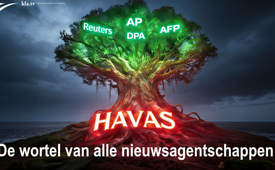 kla.tv
AP
Reuters
DPA
AFP
HAVAS
De wortel van alle nieuwsagentschappen